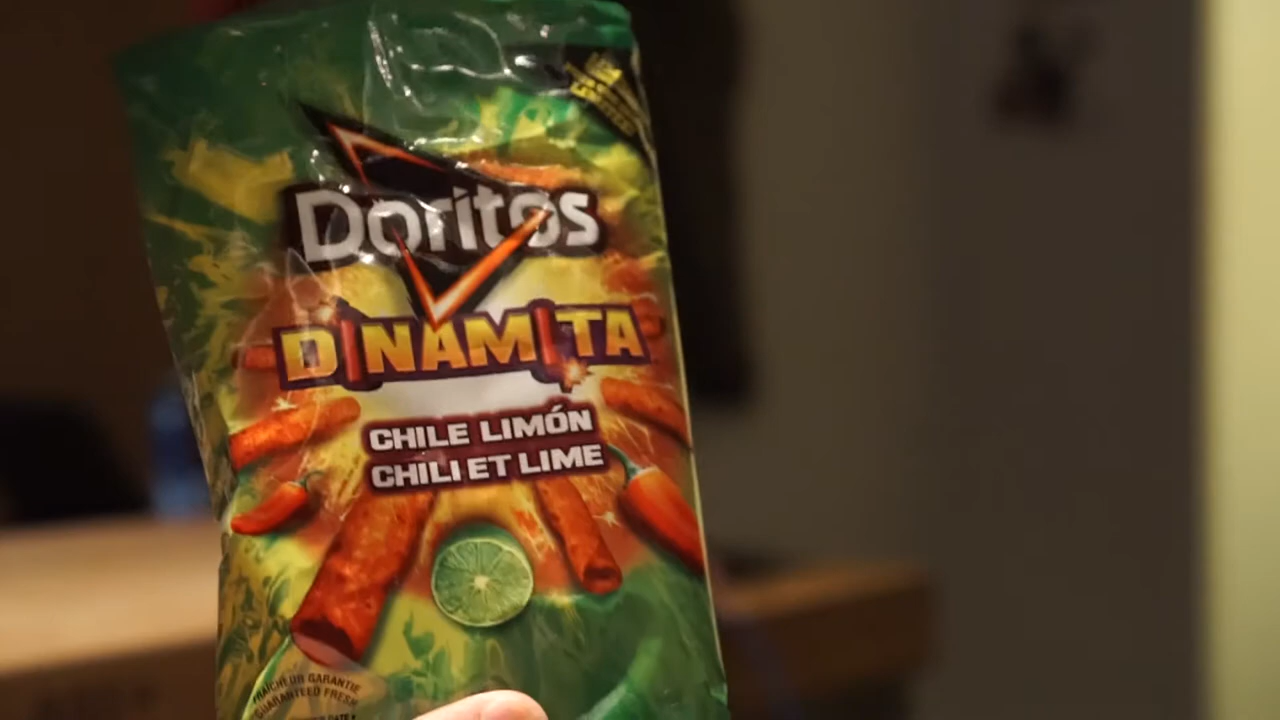 Doritos
DINAMITA
CHILE LIMÓN
CHILI ET LIME
FRAÎCHEUR GARANTIE
GUARANTEED FRESH